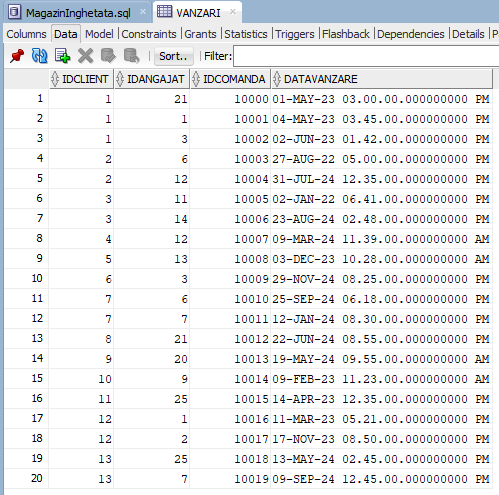 MagazinInghetata.sql VANZARI
Columns Data Model Constraints Grants Statistics Triggers Flashback Dependencies Details P
Sort.. Filter:
IDCLIENT IDANGAJAT IDCOMANDA DATAVANZARE
1 1 21 10000 01-MAY-23 03.00.00.000000000 PM
2 1 1 10001 04-MAY-23 03.45.00.000000000 PM
3 1 3 10002 02-JUN-23 01.42.00.000000000 PM
4 2 6 10003 27-AUG-22 05.00.00.000000000 PM
5 2 12 10004 31-JUL-24 12.35.00.000000000 PM
6 3 11 10005 02-JAN-22 06.41.00.000000000 PM
7 3 14 10006 23-AUG-24 02.48.00.000000000 PM
8 4 12 10007 09-MAR-24 11.39.00.000000000 AM
9 5 13 10008 03-DEC-23 10.28.00.000000000 AM
10 6 3 10009 29-NOV-24 08.25.00.000000000 PM
11 7 6 10010 25-SEP-24 06.18.00.000000000 PM
12 7 7 10011 12-JAN-24 08.30.00.000000000 PM
13 8 21 10012 22-JUN-24 08.55.00.000000000 PM
14 9 20 10013 19-MAY-24 09.55.00.000000000 AM
15 10 9 10014 09-FEB-23 11.23.00.000000000 AM
16 11 25 10015 14-APR-23 12.35.00.000000000 PM
17 12 1 10016 11-MAR-23 05.21.00.000000000 PM
18 12 2 10017 17-NOV-23 08.50.00.000000000 PM
19 13 25 10018 13-MAY-24 02.45.00.000000000 PM
20 13 7 10019 09-SEP-24 12.45.00.000000000 PM